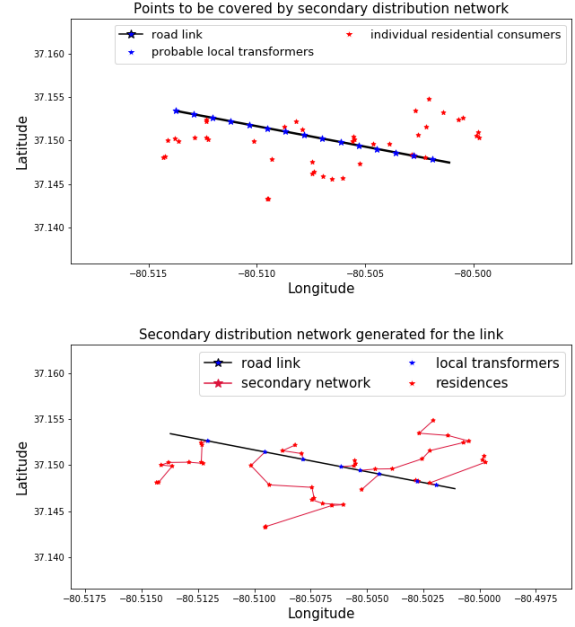 Points to be covered by secondary distribution network
road link
probable local transformers
individual residential consumers
37.160
37.155
37.150
37.145
37.140
Latitude
−80.515 −80.510 −80.505 −80.500
Longitude
Secondary distribution network generated for the link
road link
secondary network
local transformers
residences
37.160
37.155
37.150
37.145
37.140
Latitude
−80.5175 −80.5150 −80.5125 −80.5100 −80.5075 −80.5050 −80.5025 −80.5000 −80.4975
Longitude